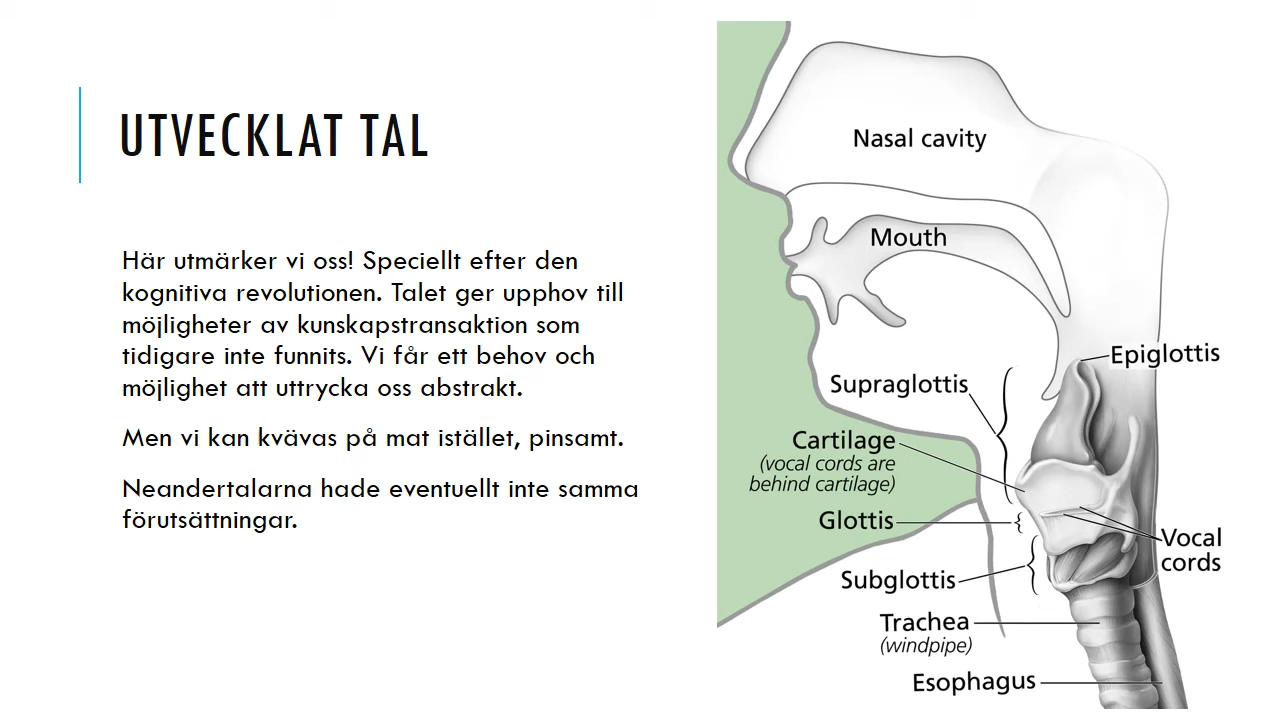 UTVECKLAT TAL
Här utmärker vi oss! Speciellt efter den
kognitiva revolutionen. Talet ger upphov till
möjligheter av kunskapstransaktion som
tidigare inte funnits. Vi får ett behov och
möjlighet att uttrycka oss abstrakt.
Men vi kan kvävas på mat istället, pinsamt.
Neandertalarna hade eventuellt inte samma
förutsättningar.
Nasal cavity
Mouth
Epiglottis
Supraglottis
Cartilage
(vocal cords are
behind cartilage)
Glottis
Vocal
cords
Subglottis
Trachea
(windpipe)
Esophagus